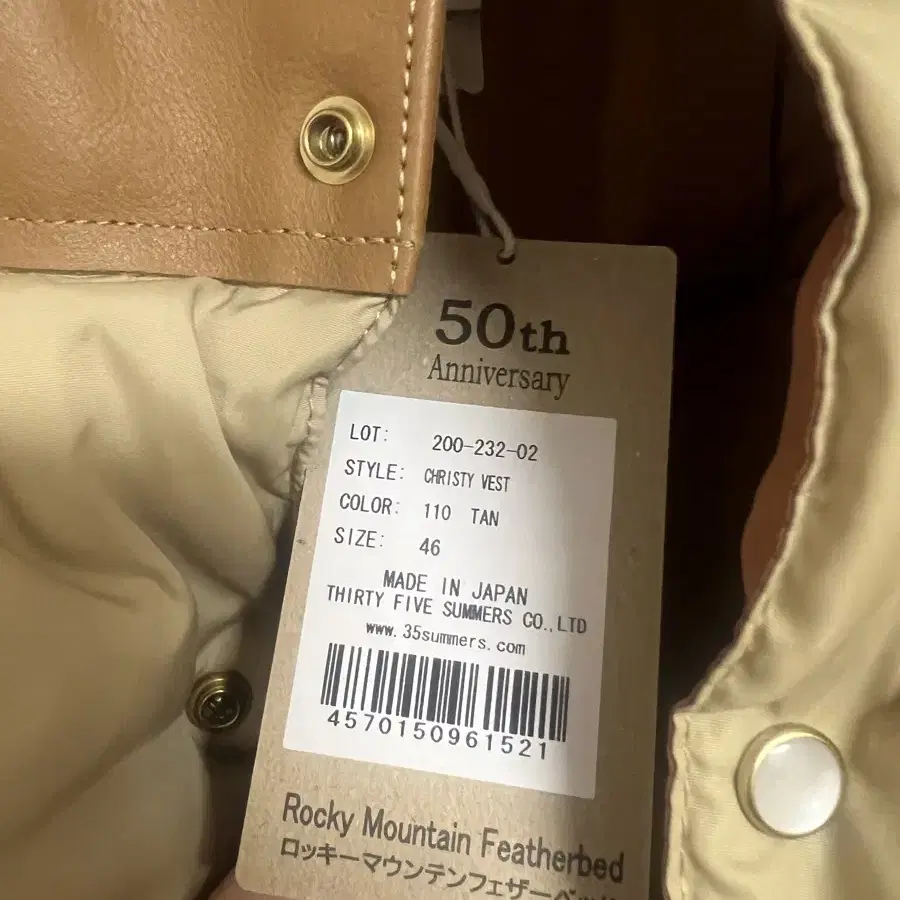 50th
Anniversary
LOT: 200-232-02
STYLE: CHRISTY VEST
COLOR: 110 TAN
SIZE: 46
MADE IN JAPAN
THIRTY FIVE SUMMERS CO.,LTD
www.35summers.com
4570150961521
Rocky Mountain Featherbed
ロッキーマウンテンフェザーベッ